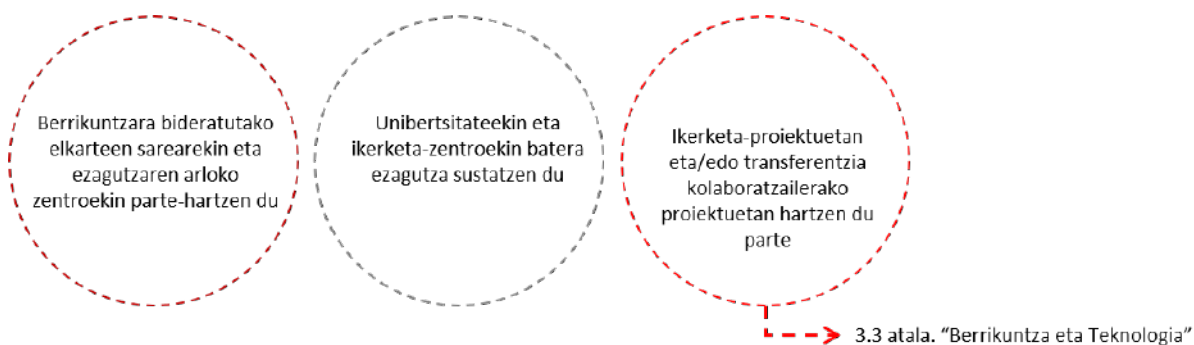 Berrikuntzara bideratutako
elkarteen sarearekin eta
ezagutzaren arloko
zentroekin parte-hartzen du
Unibertsitateekin eta
ikerketa-zentroekin batera
ezagutza sustatzen du
Ikerketa-proiektuetan
eta/edo transferentzia
kolaboratzailerako
proiektuetan hartzen du
parte
3.3 atala. “Berrikuntza eta Teknologia”